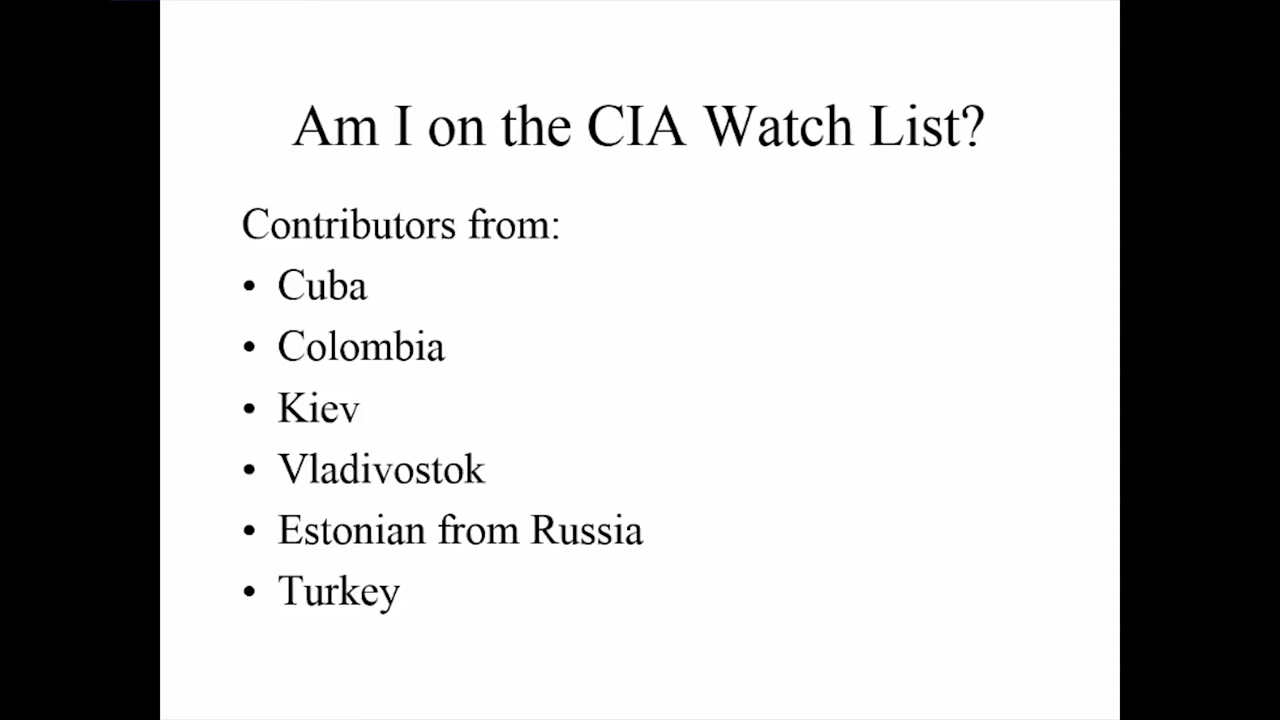 Am I on the CIA Watch List?
Contributors from:
• Cuba
• Colombia
• Kiev
• Vladivostok
• Estonian from Russia
• Turkey